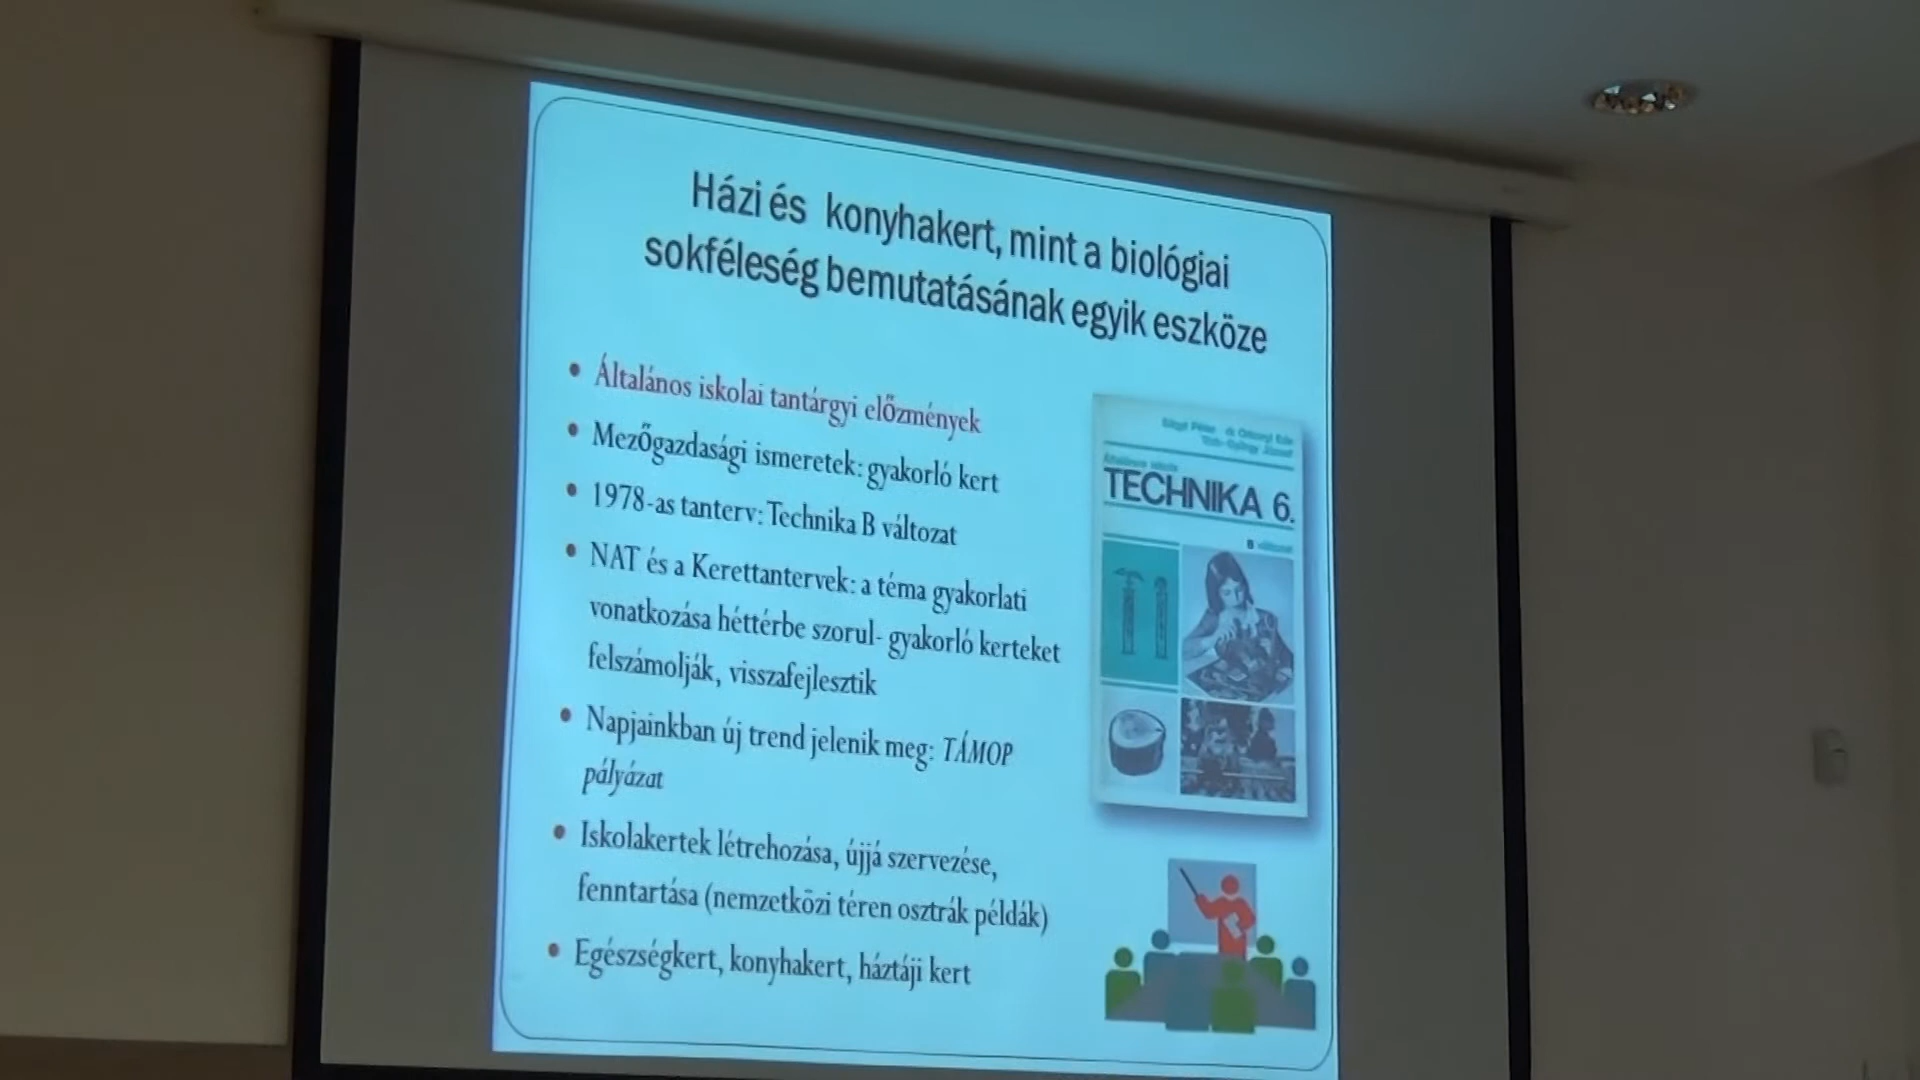 Házi és konyhakert, mint a biológiai
sokféleség bemutatásának egyik eszköze
• Általános iskolai tantárgyi előzmények
• Mezőgazdasági ismeretek: gyakorló kert
• 1978-as tanterv: Technika B változat
• NAT és a Kerettantervek: a téma gyakorlati
vonatkozása héttérbe szorul- gyakorló kerteket
felszámolják, visszafejlesztik
• Napjainkban új trend jelenik meg: TÁMOP
pályázat
• Iskolakertek létrehozása, újjá szervezése,
fenntartása (nemzetközi téren osztrák példák)
• Egészségkert, konyhakert, háztáji kert
TECHNIKA 6.
B változat